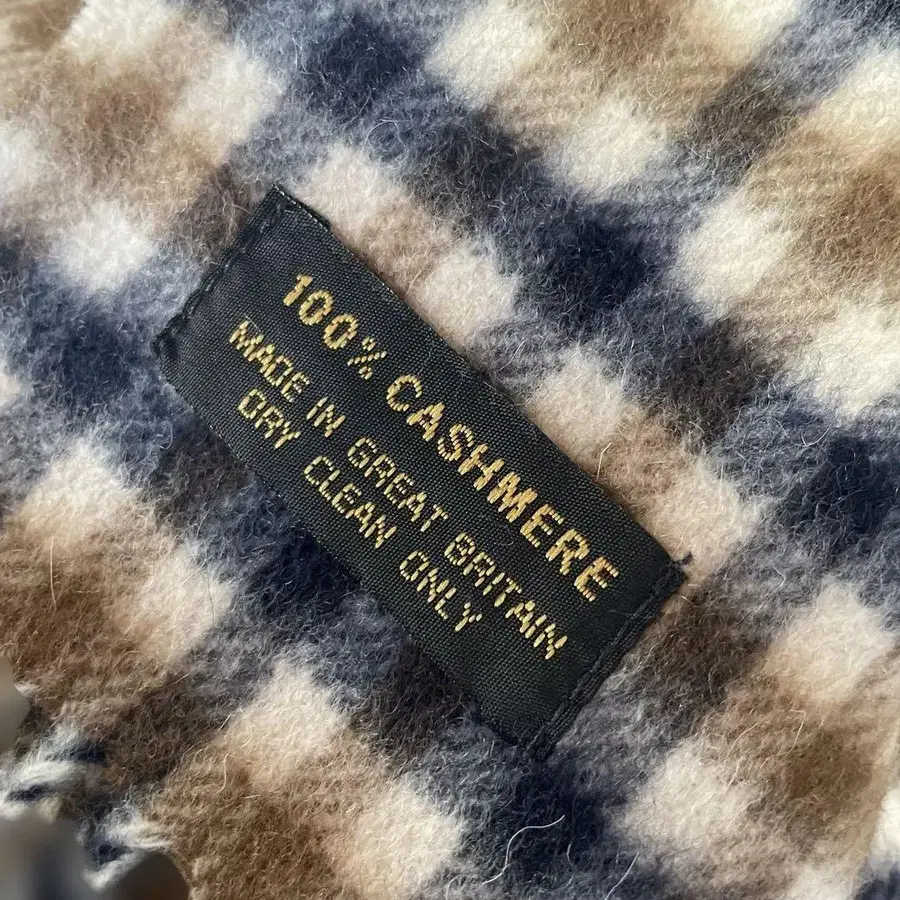 100% CASHMERE
MADE IN GREAT BRITAIN
DRY CLEAN ONLY